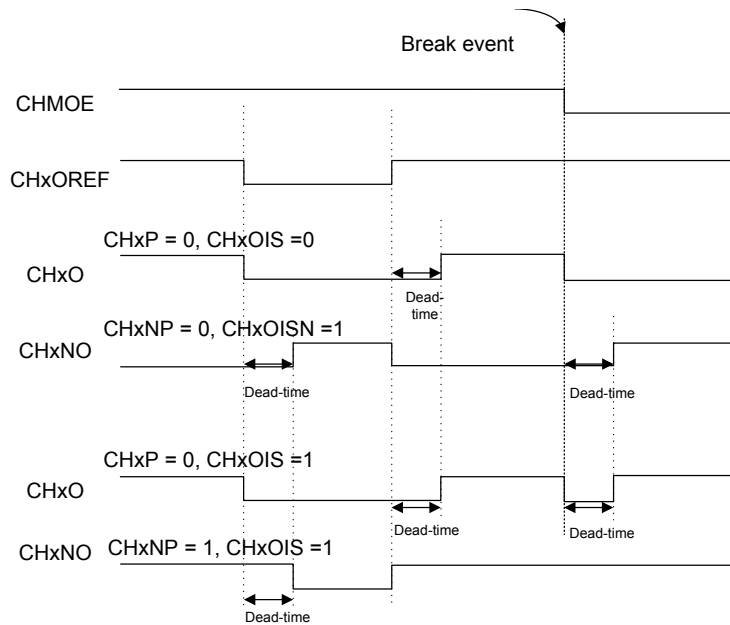 Break event
CHMOE
CHxOREF
CHxP = 0, CHxOIS =0
CHxO
Dead-
time
CHxNP = 0, CHxOISN =1
CHxNO
Dead-time
Dead-time
CHxP = 0, CHxOIS =1
CHxO
Dead-time
Dead-time
CHxNO
CHxNP = 1, CHxOIS =1
Dead-time